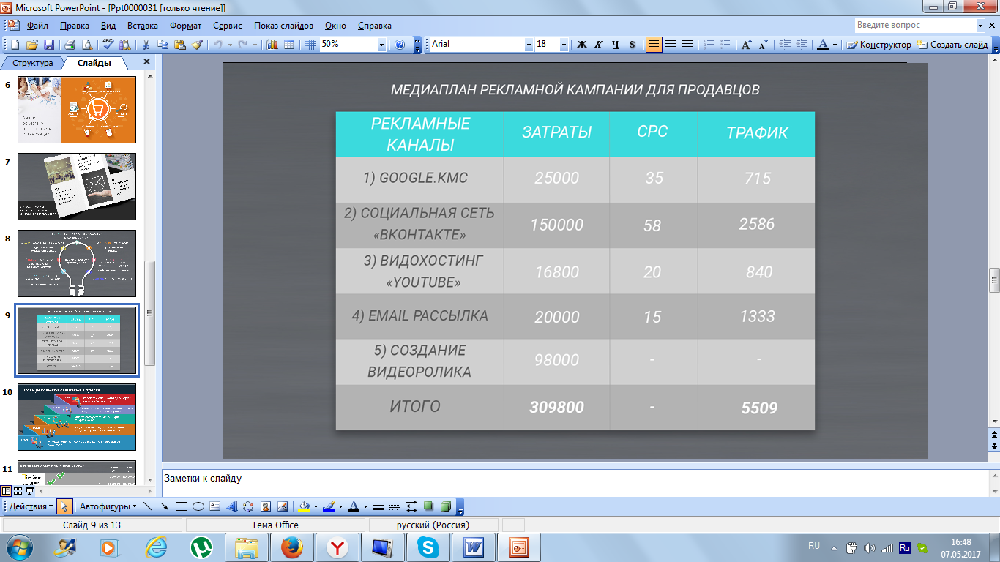 Microsoft PowerPoint - [Ppt0000031 [только чтение]]
Файл Правка Вид Вставка Формат Сервис Показ слайдов Окно Справка Введите вопрос
50% Arial 18 Ж К Ч S Конструктор Создать слайд
Структура Слайды
6
7
8
9
10
11
МЕДИАПЛАН РЕКЛАМНОЙ КАМПАНИИ ДЛЯ ПРОДАВЦОВ
РЕКЛАМНЫЕ
КАНАЛЫ
ЗАТРАТЫ
CPC
ТРАФИК
1) GOOGLE.КМС 25000 35 715
2) СОЦИАЛЬНАЯ СЕТЬ
«ВКОНТАКТЕ»
150000 58 2586
3) ВИДОХОСТИНГ
«YOUTUBE»
16800 20 840
4) EMAIL РАССЫЛКА 20000 15 1333
5) СОЗДАНИЕ
ВИДЕОРОЛИКА
98000 - -
ИТОГО 309800 - 5509
Заметки к слайду
Действия Автофигуры
Слайд 9 из 13 Тема Office русский (Россия)
RU Ru 16:48
07.05.2017